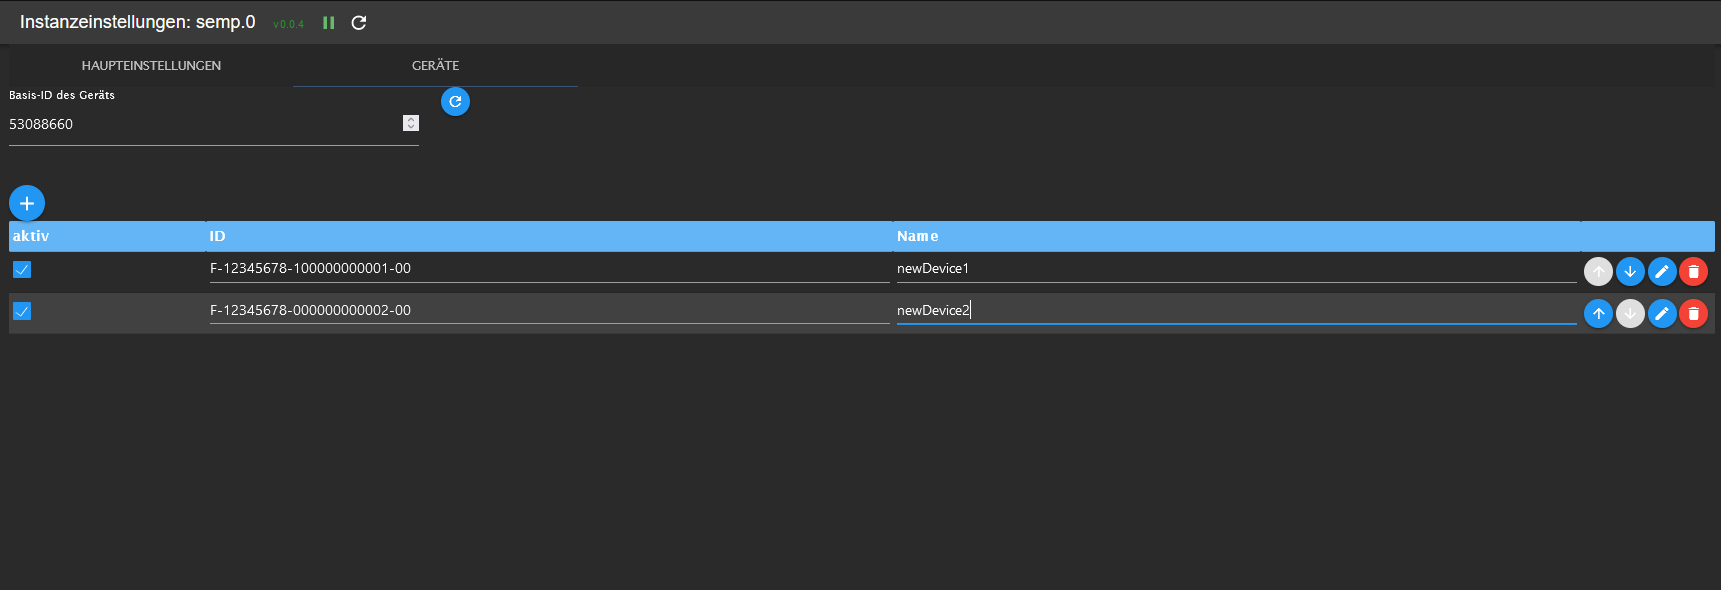 Instanzeinstellungen: semp.0 v0.0.4
HAUPTEINSTELLUNGEN GERÄTE
Basis-ID des Geräts
53088660
aktiv ID Name
F-12345678-100000000001-00 newDevice1
F-12345678-000000000002-00 newDevice2